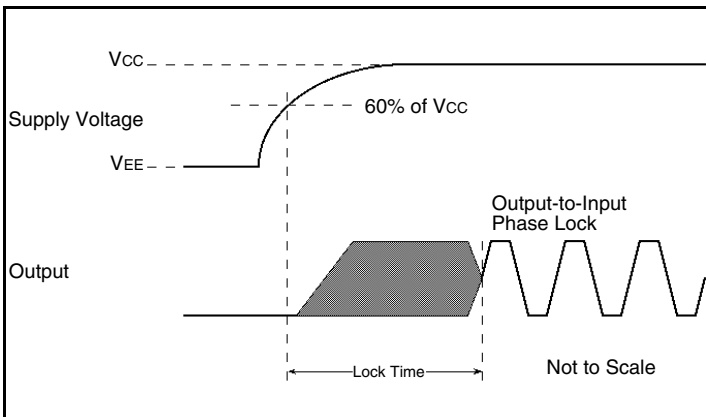 VCC
60% of VCC
Supply Voltage
VEE
Output-to-Input
Phase Lock
Output
Lock Time
Not to Scale